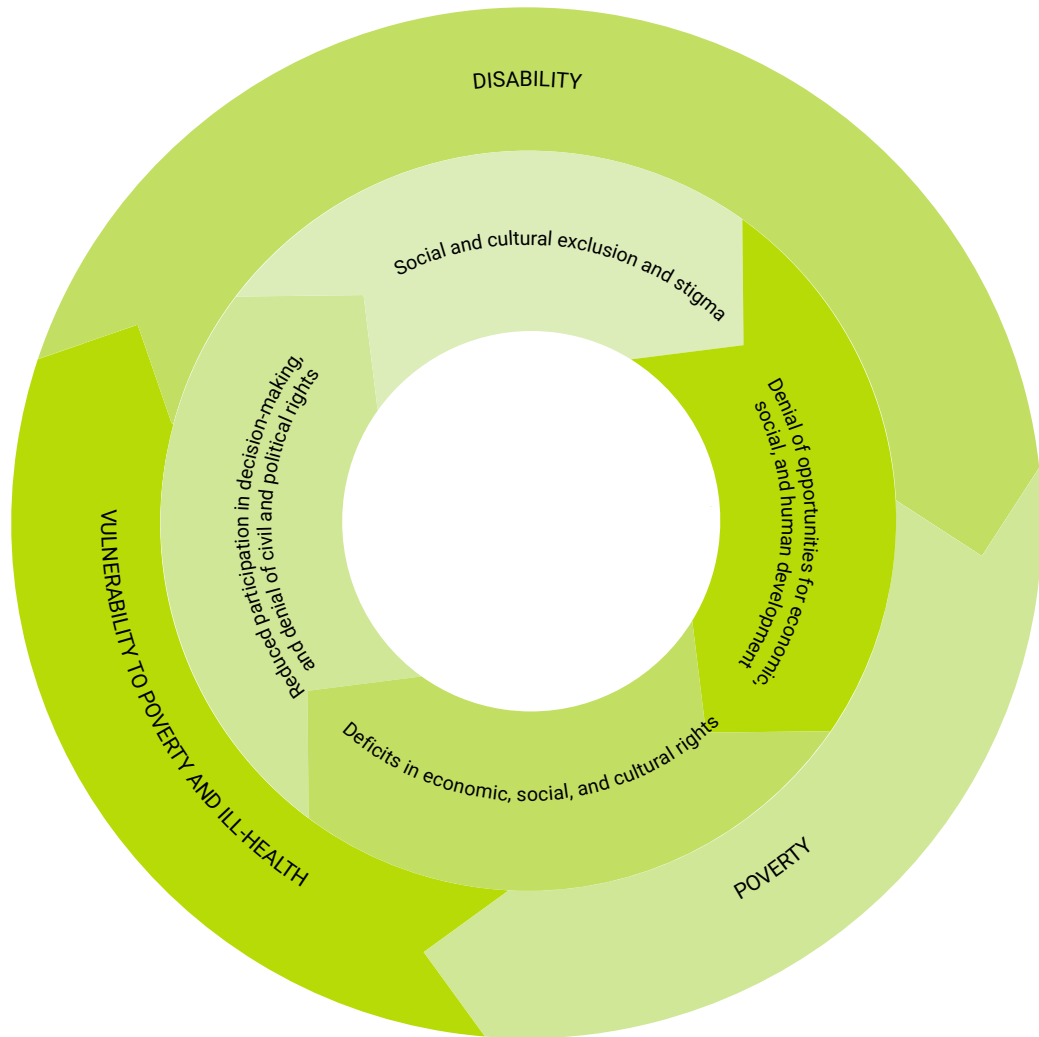 DISABILITY
POVERTY
VULNERABILITY TO POVERTY AND ILL-HEALTH
Social and cultural exclusion and stigma
Denial of opportunities for economic,
social, and human development
Deficits in economic, social, and cultural rights
Reduced participation in decision-making,
and denial of civil and political rights